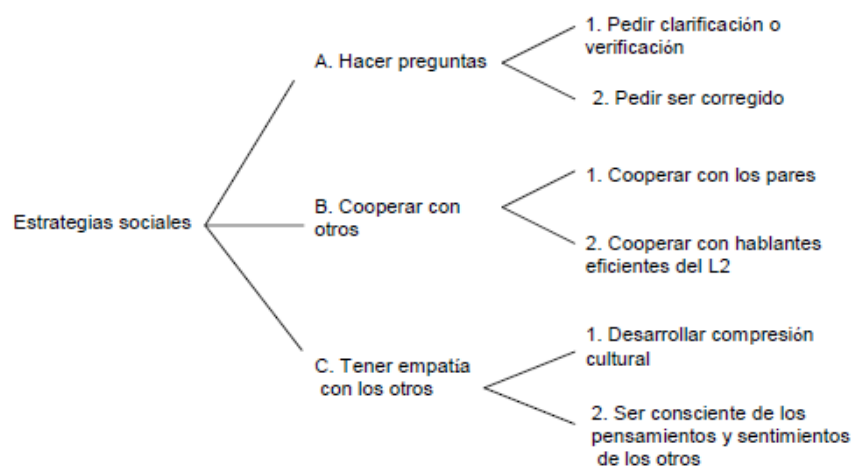 Estrategias sociales
A. Hacer preguntas
1. Pedir clarificación o
verificación
2. Pedir ser corregido
B. Cooperar con
otros
1. Cooperar con los pares
2. Cooperar con hablantes
eficientes del L2
C. Tener empatía
con los otros
1. Desarrollar compresión
cultural
2. Ser consciente de los
pensamientos y sentimientos
de los otros